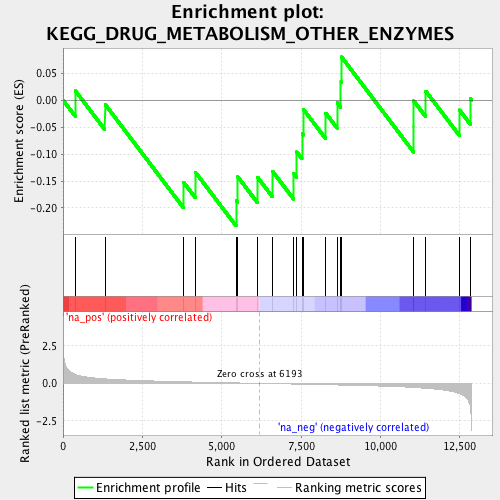 Enrichment plot:
KEGG_DRUG_METABOLISM_OTHER_ENZYMES
Enrichment score (ES)
0.05
0.00
-0.05
-0.10
-0.15
-0.20
'na_pos' (positively correlated)
Ranked list metric (PreRanked)
2.5
0.0
-2.5
Zero cross at 6193
'na_neg' (negatively correlated)
0
2,500
5,000
7,500
10,000
12,500
Rank in Ordered Dataset
Enrichment profile
Hits
Ranking metric scores